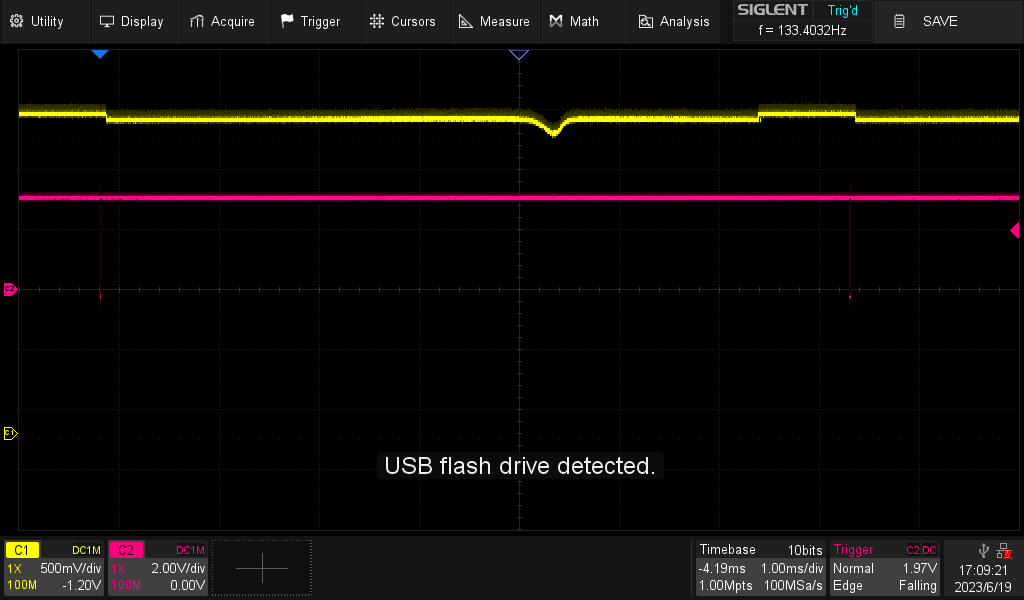 Utility Display Acquire Trigger Cursors Measure Math Analysis SIGLENT Trig'd SAVE
f = 133.4032Hz
C2
C1
USB flash drive detected.
C1 DC1M
1X 500mV/div
100M -1.20V
C2 DC1M
1X 2.00V/div
100M 0.00V
Timebase 10bits
-4.19ms 1.00ms/div
1.00Mpts 100MSa/s
Trigger C2 DC
Normal 1.97V
Edge Falling
17:09:21
2023/6/19